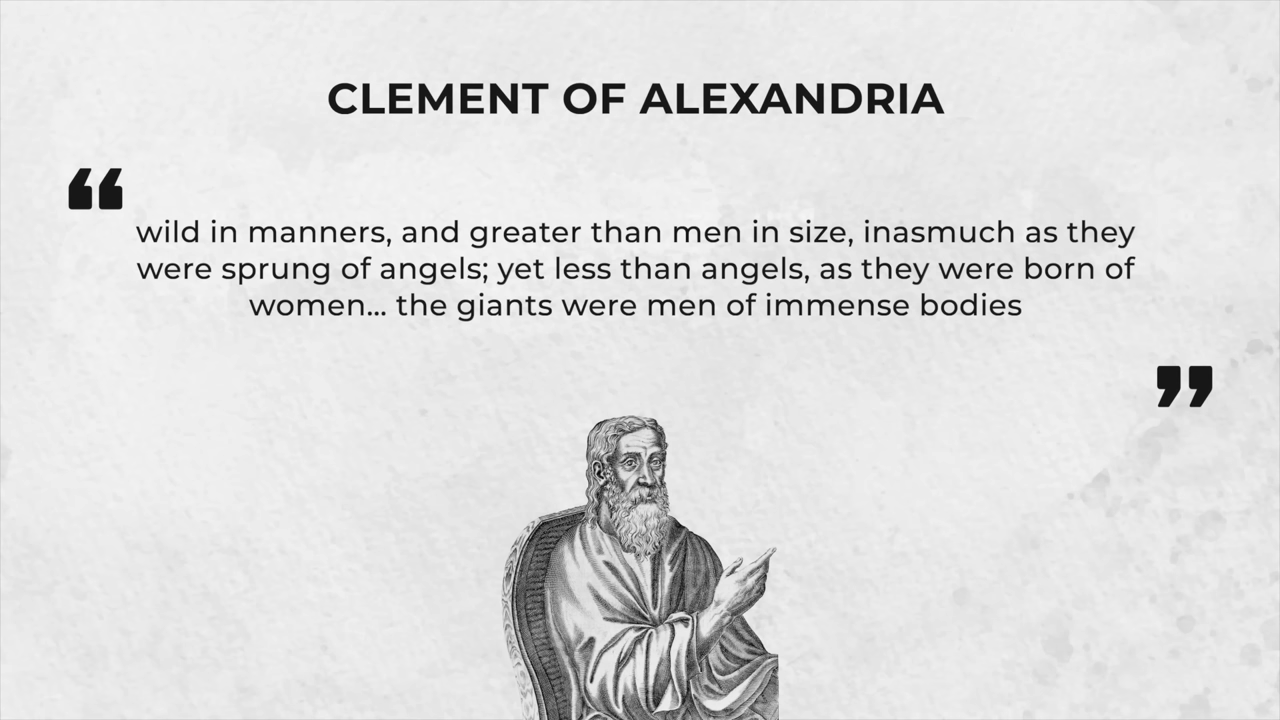 CLEMENT OF ALEXANDRIA
“
wild in manners, and greater than men in size, inasmuch as they
were sprung of angels; yet less than angels, as they were born of
women... the giants were men of immense bodies
”